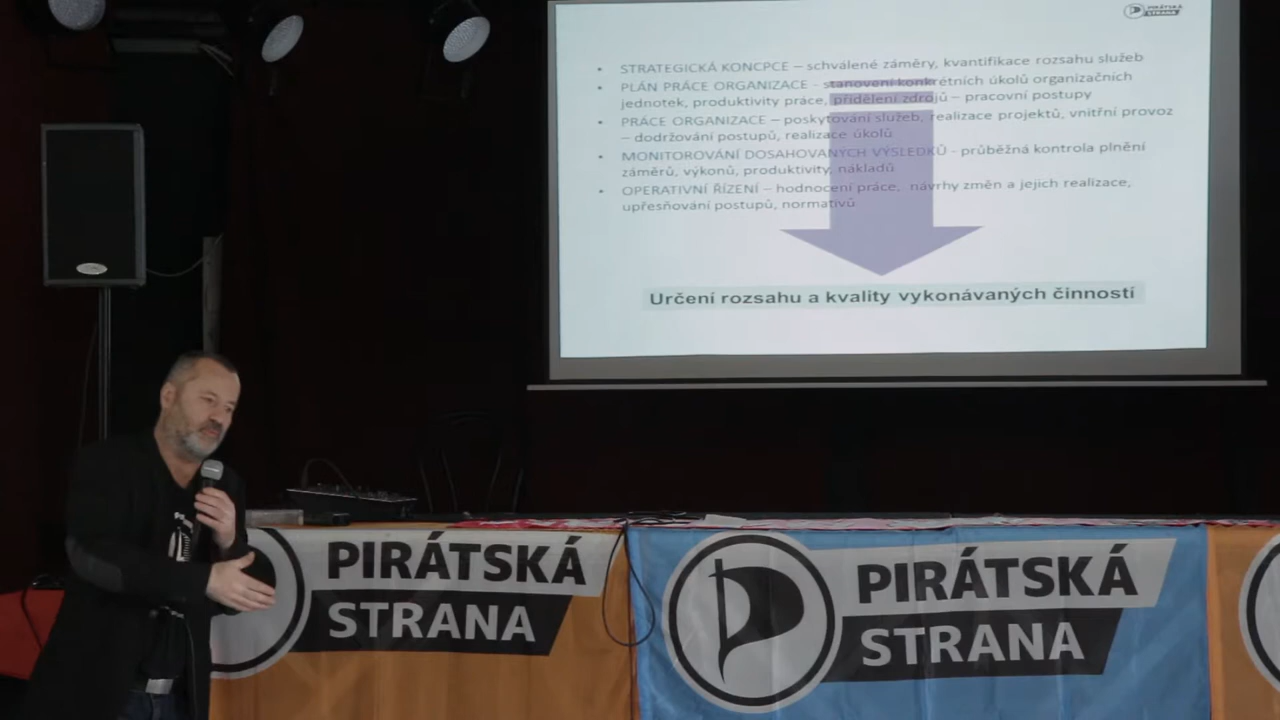 PIRÁTSKÁ
STRANA
• STRATEGICKÁ KONCPCE – schválené záměry, kvantifikace rozsahu služeb
• PLÁN PRÁCE ORGANIZACE - stanovení konkrétních úkolů organizačních
jednotek, produktivity práce, přidělení zdrojů – pracovní postupy
• PRÁCE ORGANIZACE – poskytování služeb, realizace projektů, vnitřní provoz
– dodržování postupů, realizace úkolů
• MONITOROVÁNÍ DOSAHOVANÝCH VÝSLEDKŮ - průběžná kontrola plnění
záměrů, výkonů, produktivity, nákladů
• OPERATIVNÍ ŘÍZENÍ – hodnocení práce, návrhy změn a jejich realizace,
upřesňování postupů, normativů
Určení rozsahu a kvality vykonávaných činností
PIRÁTSKÁ
STRANA
PIRÁTSKÁ
STRANA